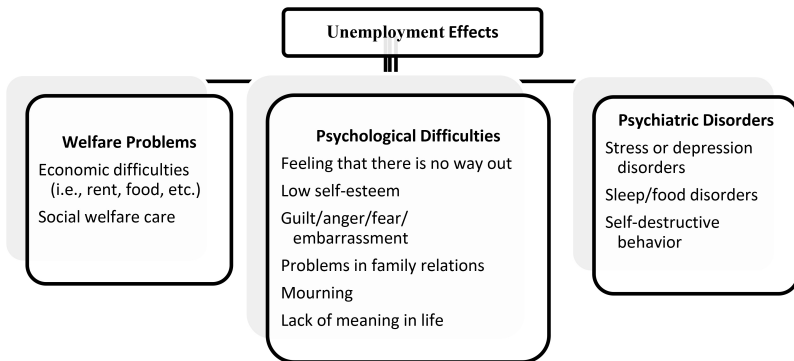 Unemployment Effects
Welfare Problems
Economic difficulties
(i.e., rent, food, etc.)
Social welfare care
Psychological Difficulties
Feeling that there is no way out
Low self-esteem
Guilt/anger/fear/
embarrassment
Problems in family relations
Mourning
Lack of meaning in life
Psychiatric Disorders
Stress or depression
disorders
Sleep/food disorders
Self-destructive
behavior